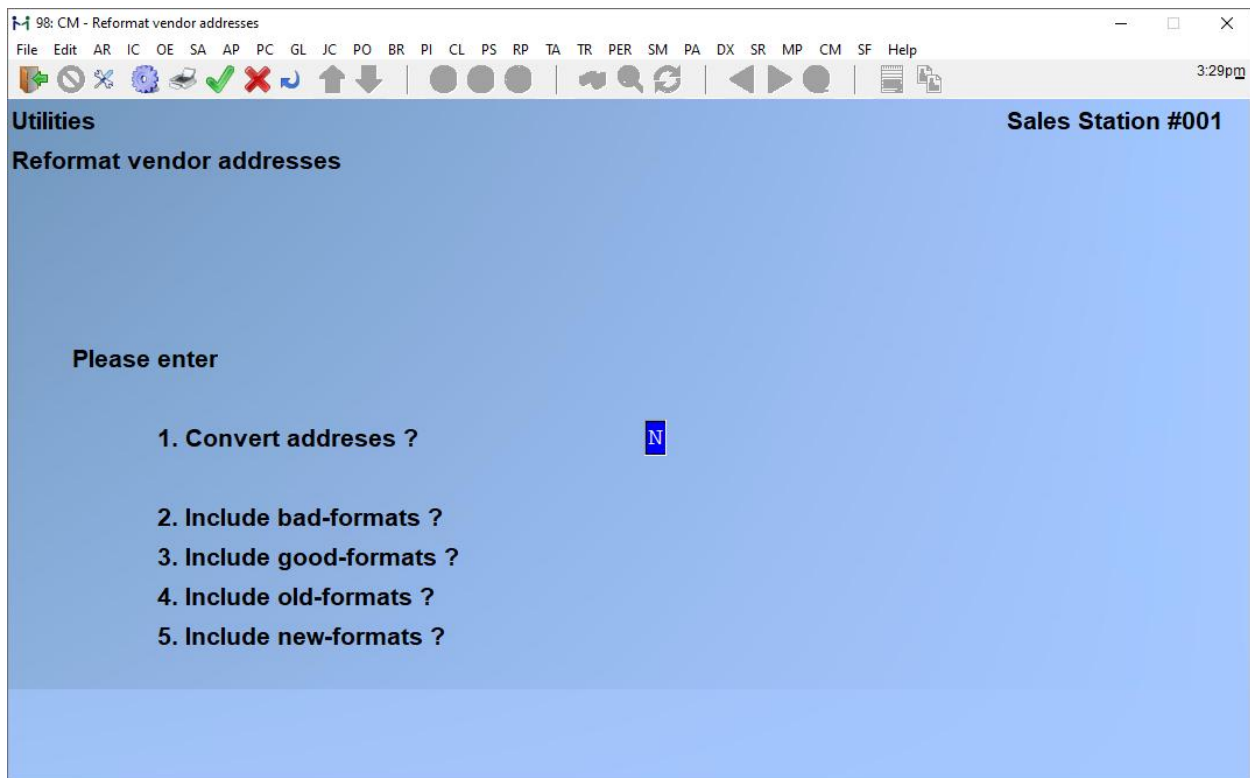 98: CM - Reformat vendor addresses
File Edit AR IC OE SA AP PC GL JC PO BR PI CL PS RP TA TR PER SM PA DX SR MP CM SF Help
3:29pm
Utilities Sales Station #001
Reformat vendor addresses
Please enter
1. Convert addreses ? N
2. Include bad-formats ?
3. Include good-formats ?
4. Include old-formats ?
5. Include new-formats ?